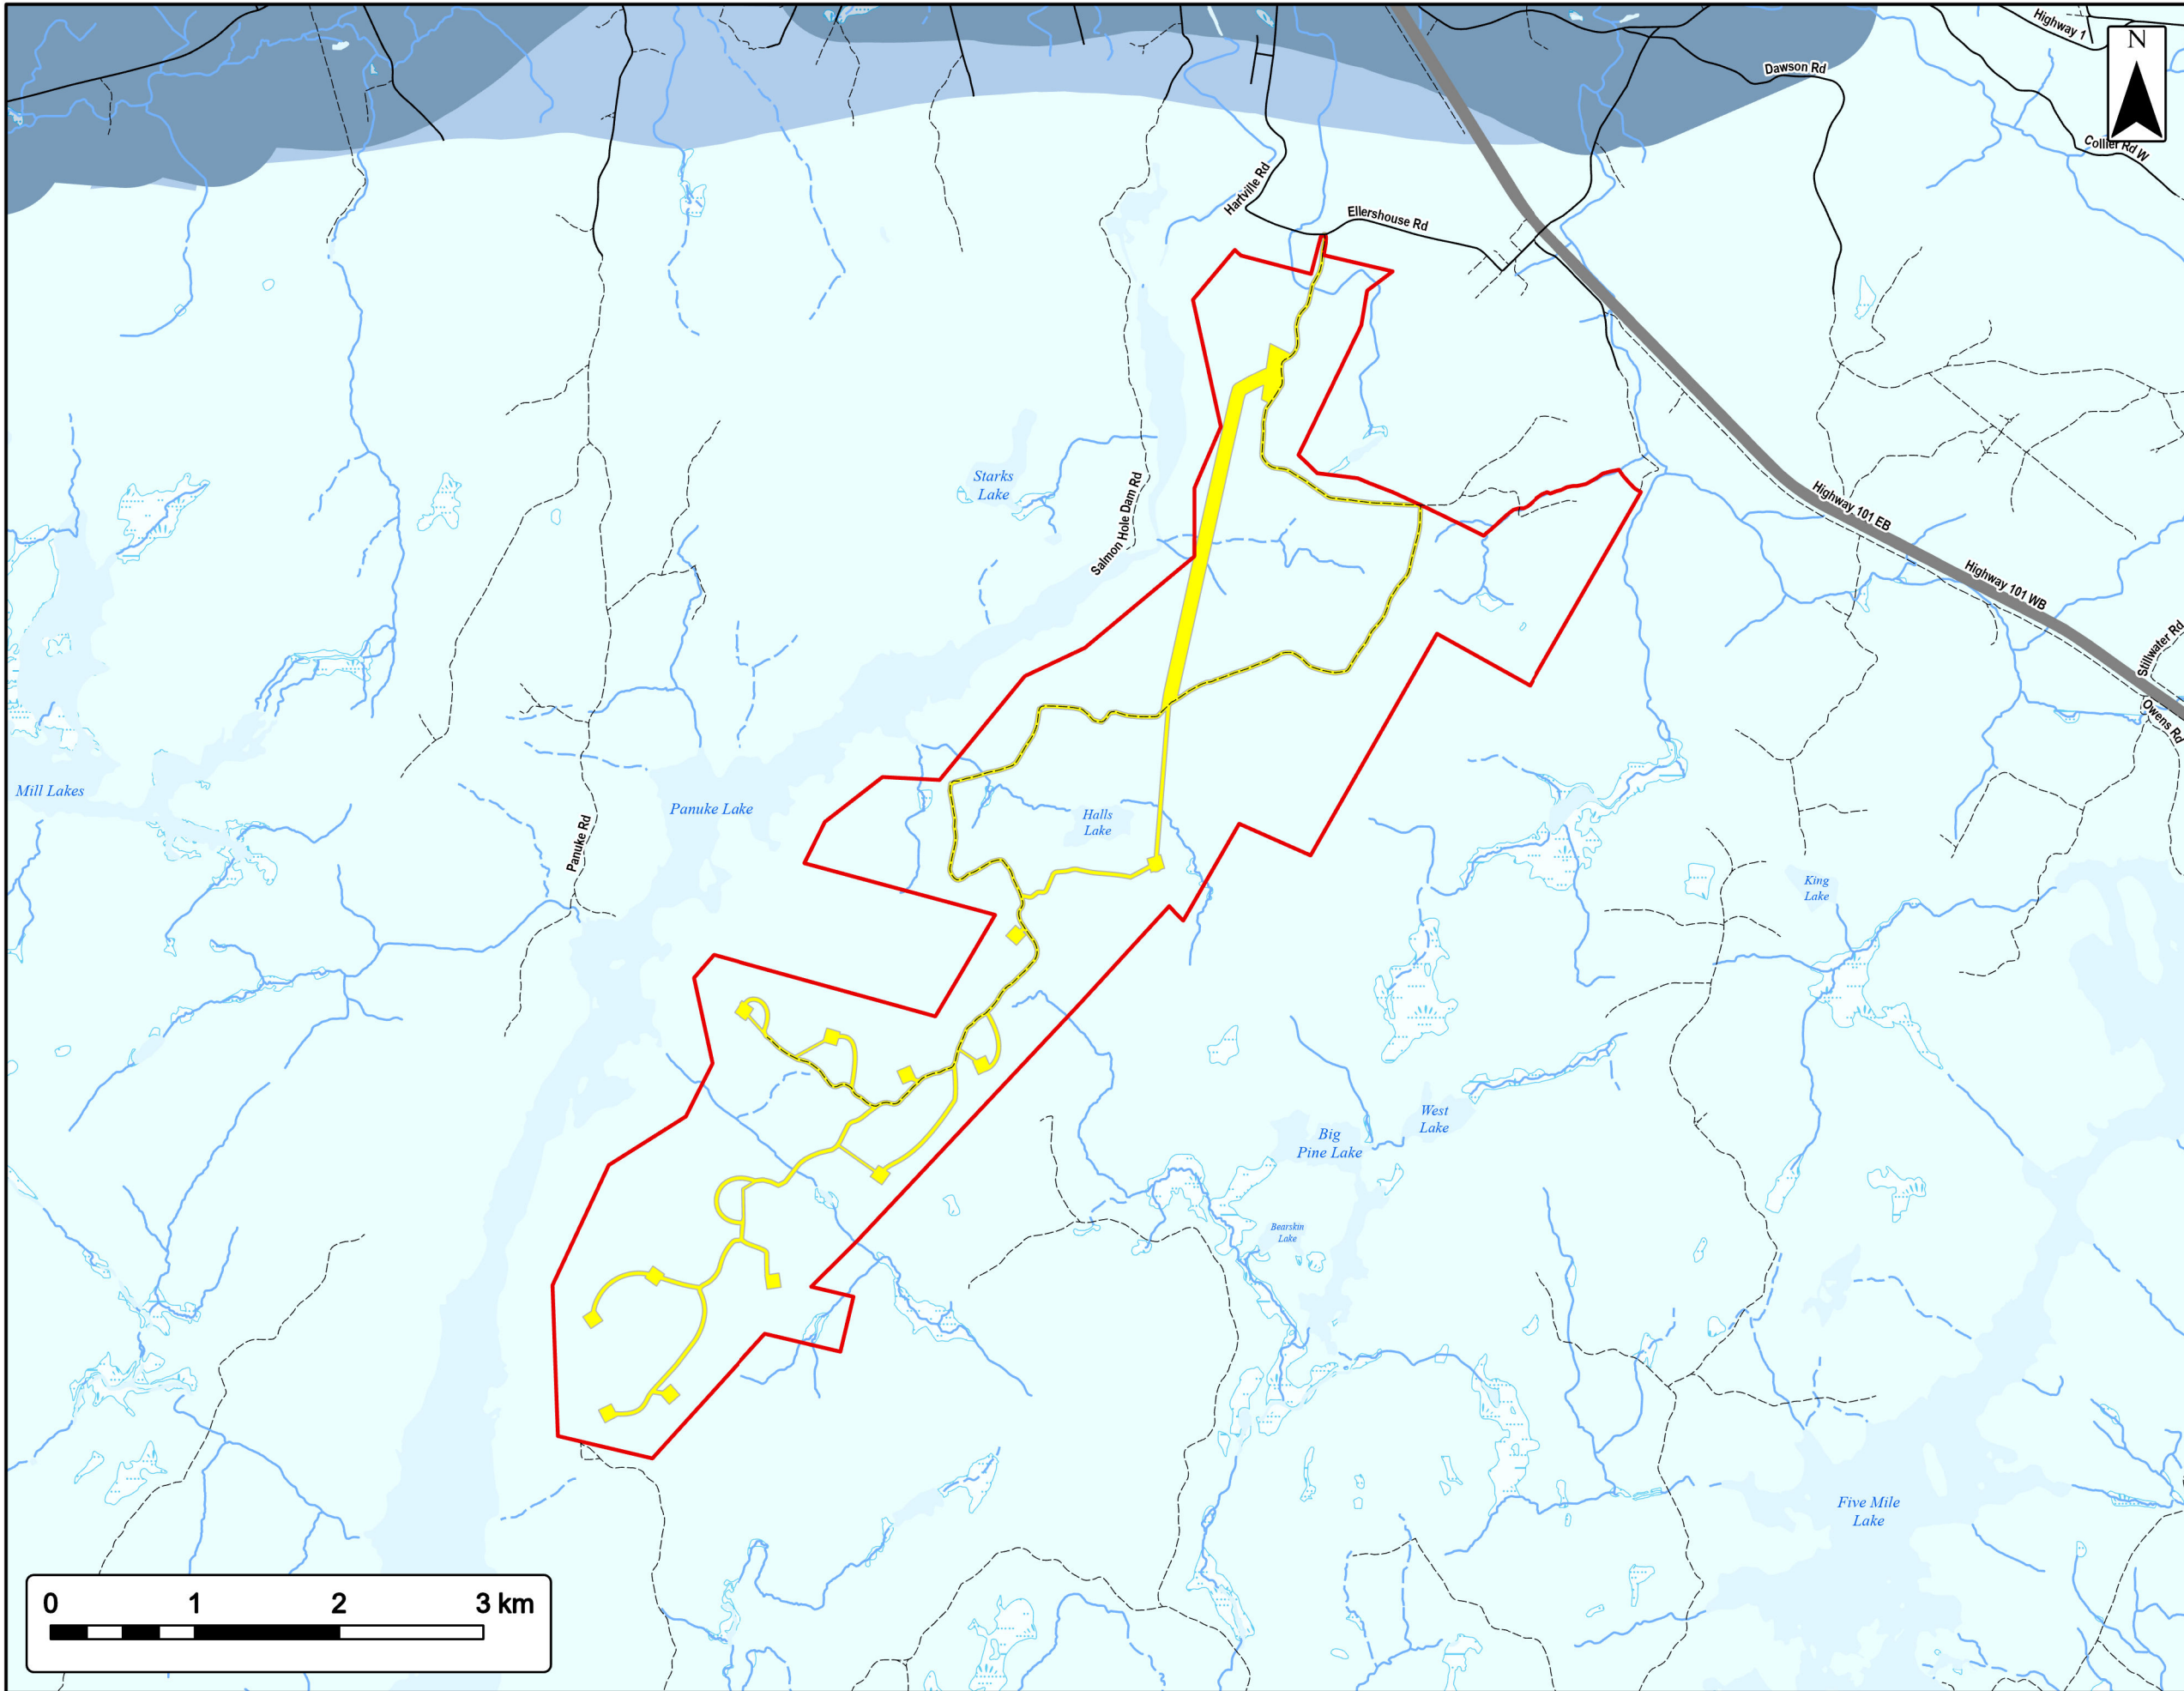 Highway 1
N
Dawson Rd
Collier Rd W
Hartville Rd
Ellershouse Rd
Starks
Lake
Salmon Hole Dam Rd
Highway 101 EB
Highway 101 WB
Stillwater Rd
Owens Rd
Mill Lakes
Panuke Lake
Halls
Lake
Panuke Rd
King
Lake
West
Lake
Big
Pine Lake
Bearskin
Lake
Five Mile
Lake
0 1 2 3 km